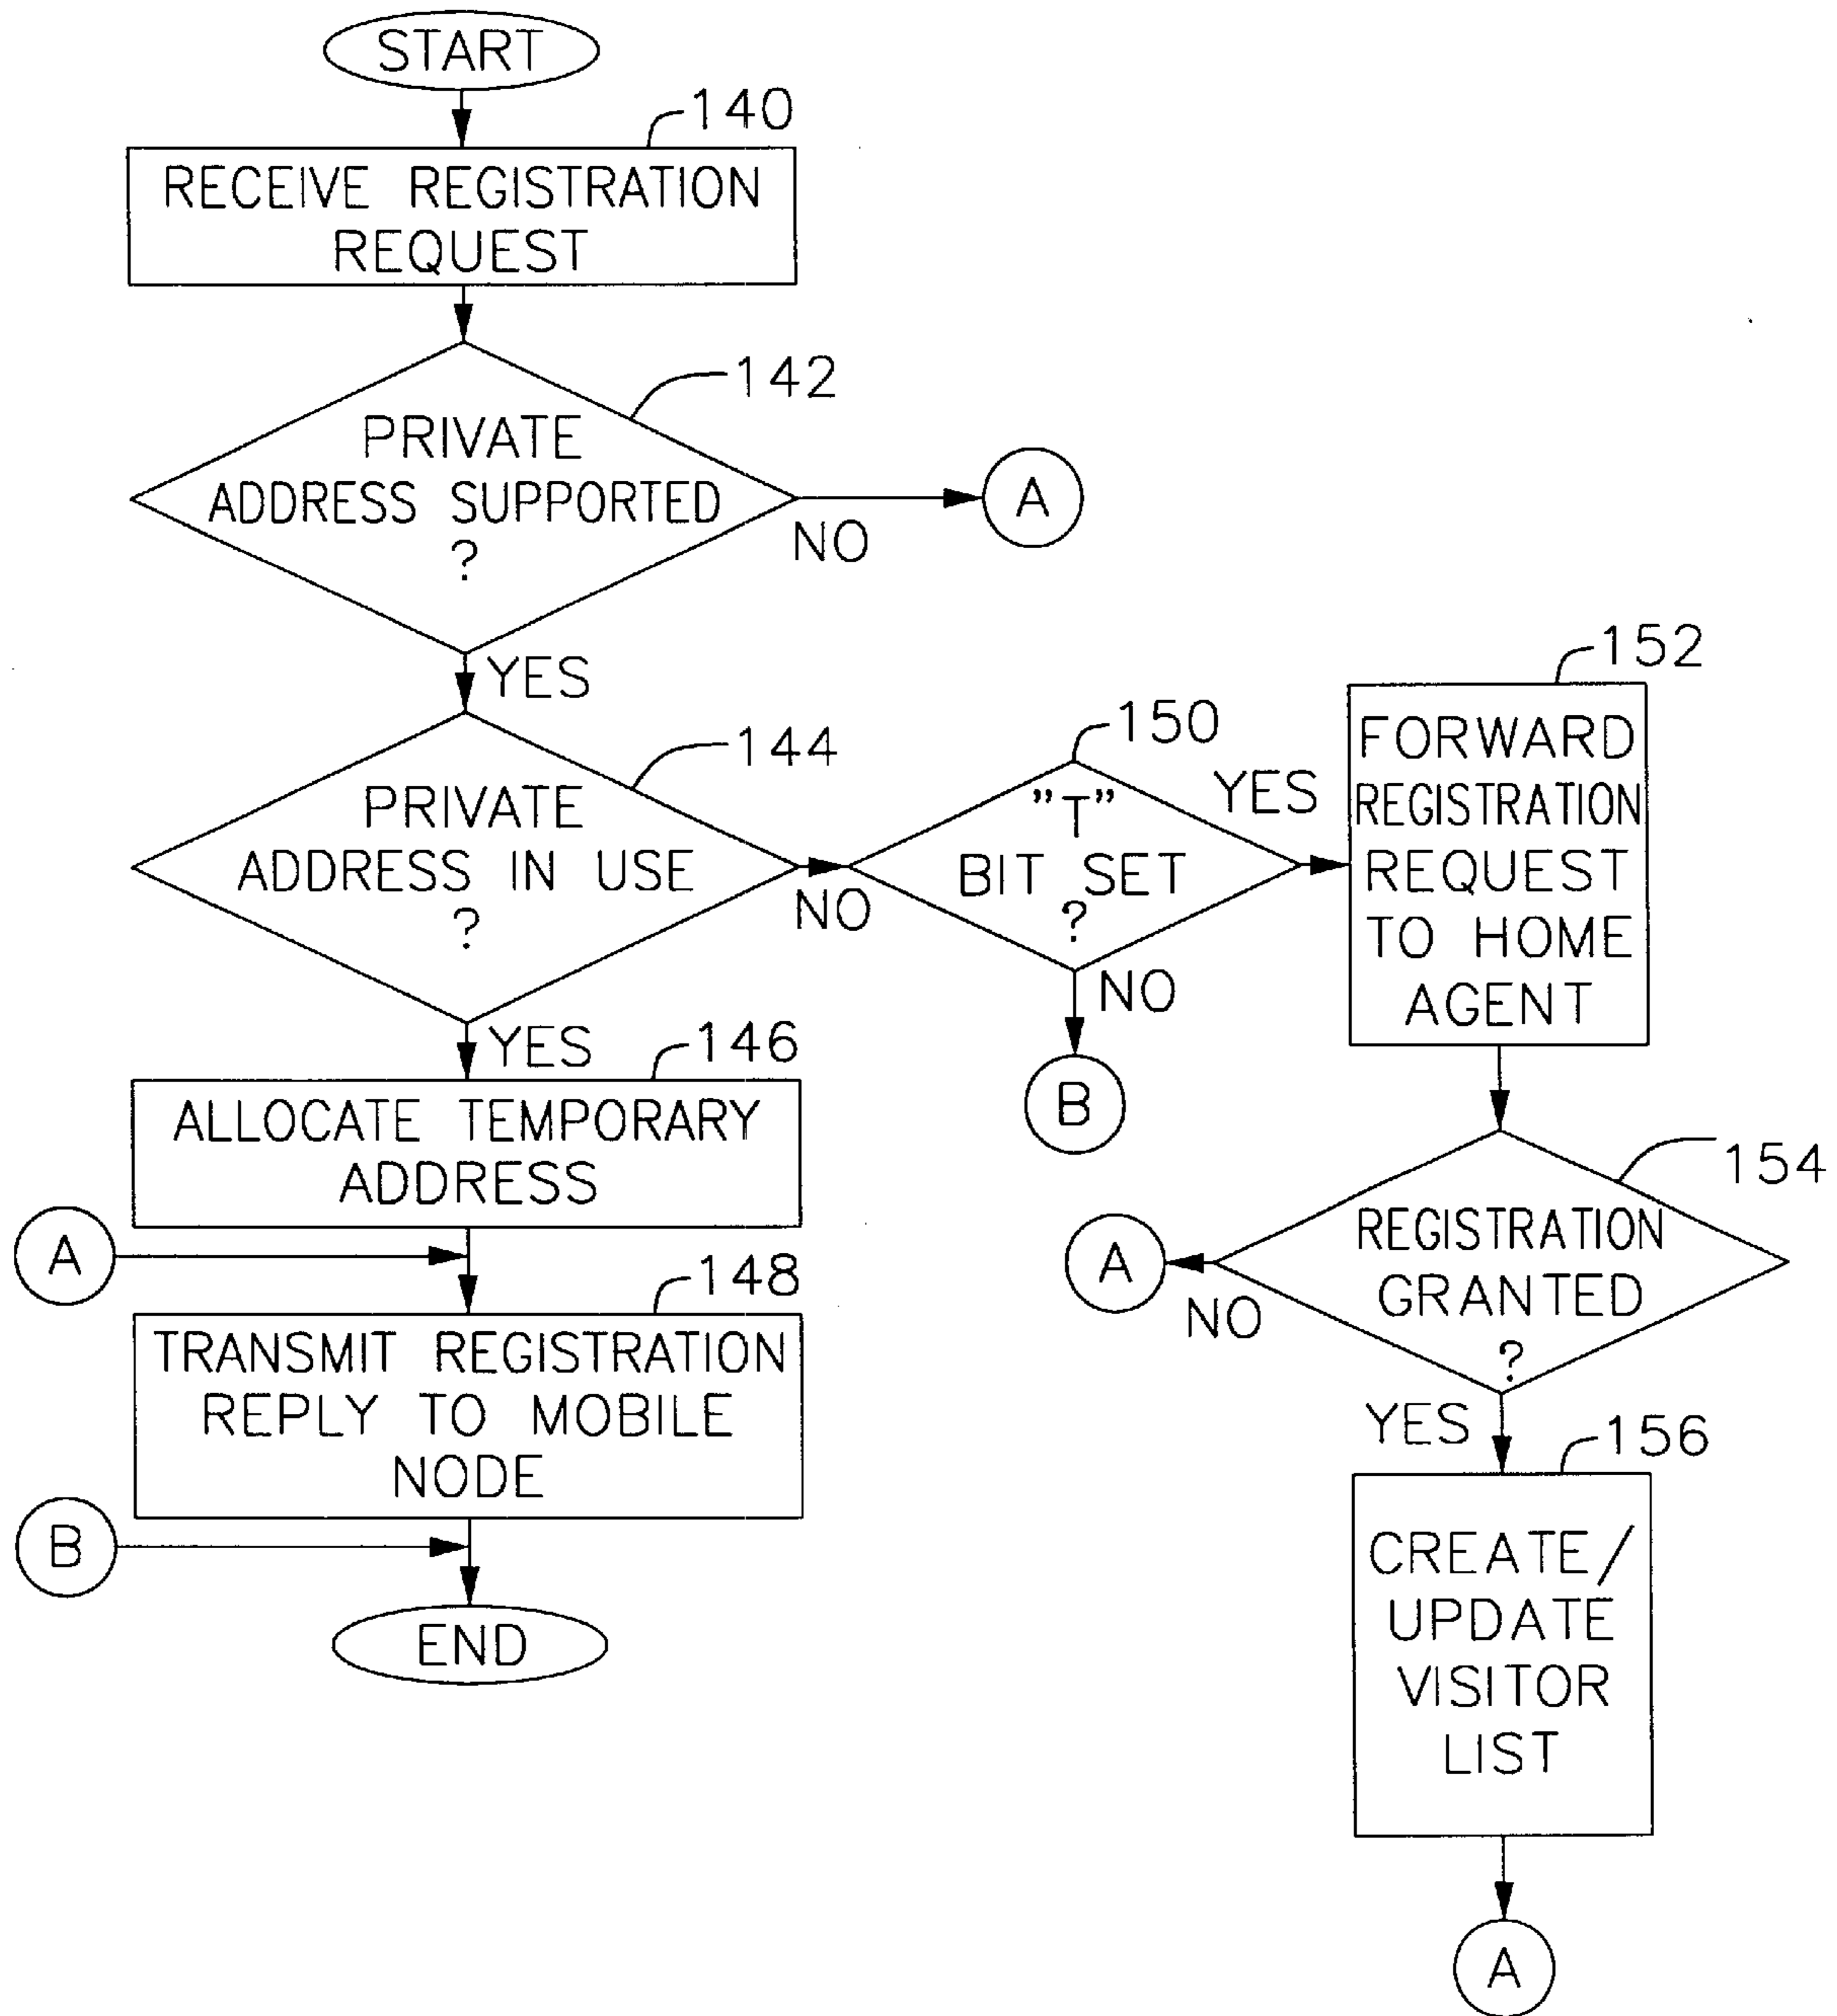 START
140
RECEIVE REGISTRATION
REQUEST
142
PRIVATE
ADDRESS SUPPORTED
?
NO
A
YES
144
PRIVATE
ADDRESS IN USE
?
NO
150
"T"
BIT SET
?
YES
NO
B
152
FORWARD
REGISTRATION
REQUEST
TO HOME
AGENT
YES
146
ALLOCATE TEMPORARY
ADDRESS
A
148
TRANSMIT REGISTRATION
REPLY TO MOBILE
NODE
B
END
154
REGISTRATION
GRANTED
?
NO
A
YES
156
CREATE/
UPDATE
VISITOR
LIST
A